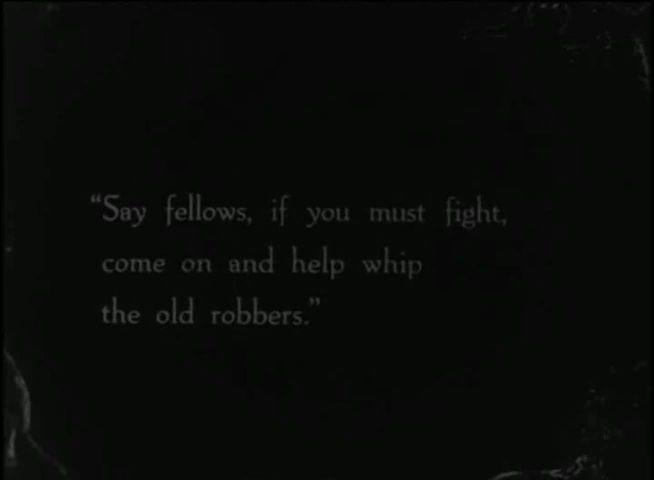 “Say fellows, if you must fight,
come on and help whip
the old robbers.”